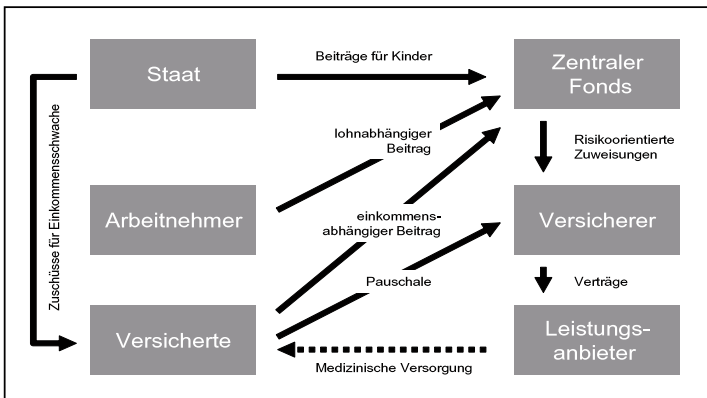 Staat
Beiträge für Kinder
Zentraler
Fonds
Zuschüsse für Einkommensschwache
lohnabhängiger
Beitrag
Risikoorientierte
Zuweisungen
Arbeitnehmer
einkommens-
abhängiger Beitrag
Versicherer
Pauschale
Verträge
Versicherte
Leistungs-
anbieter
Medizinische Versorgung